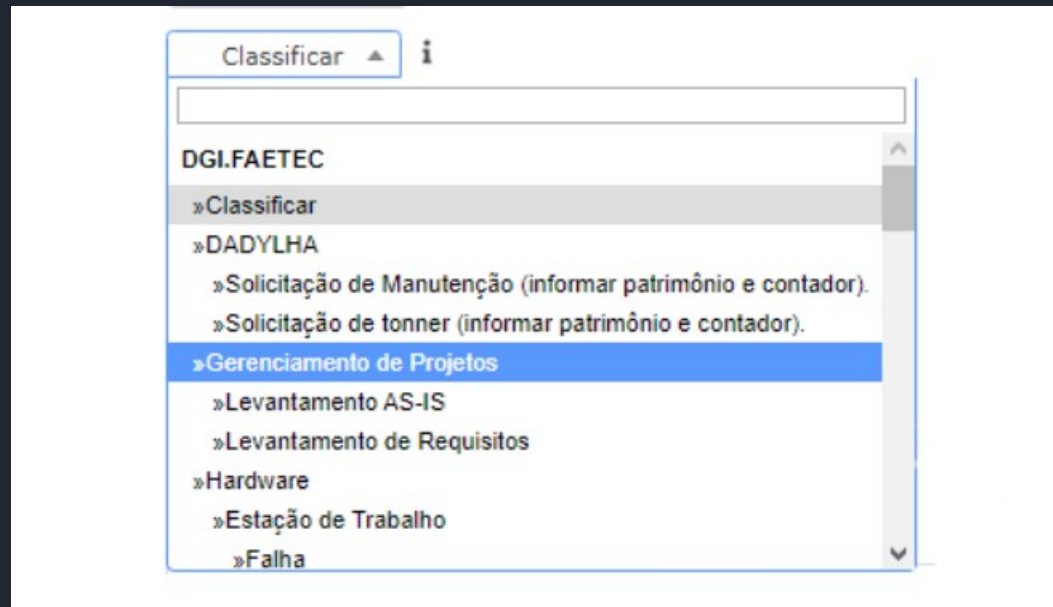 Classificar
i
DGI.FAETEC
»Classificar
»DADYLHA
»Solicitação de Manutenção (informar patrimônio e contador).
»Solicitação de tonner (informar patrimônio e contador).
»Gerenciamento de Projetos
»Levantamento AS-IS
»Levantamento de Requisitos
»Hardware
»Estação de Trabalho
»Falha